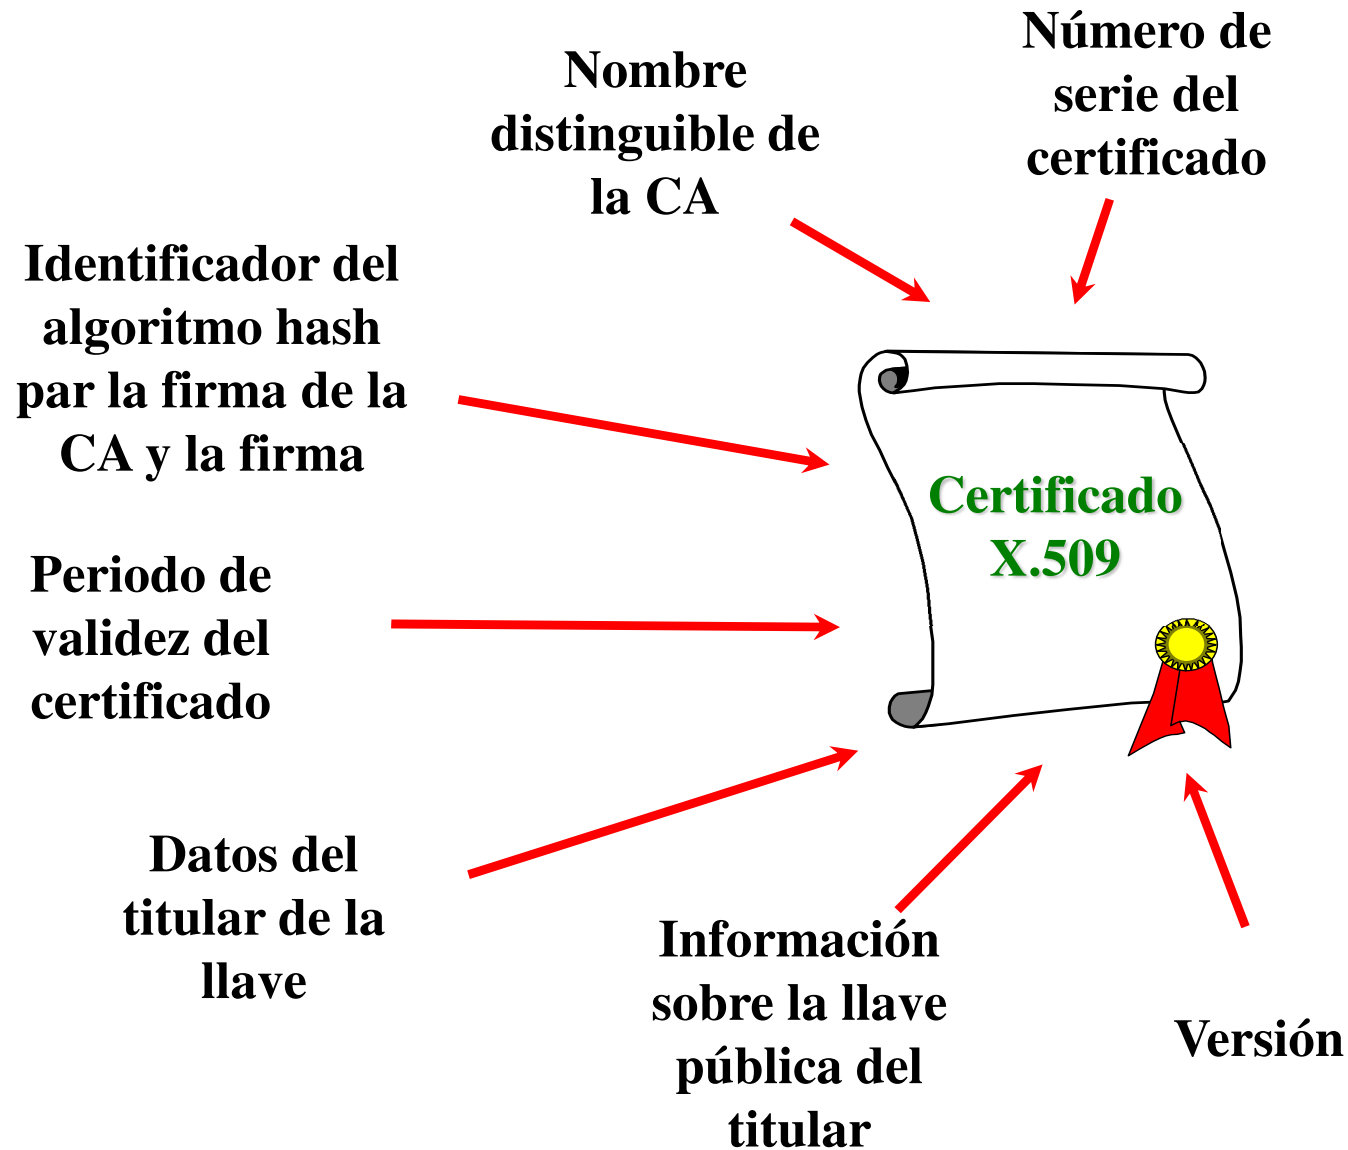 Número de
serie del
certificado
Nombre
distinguible de
la CA
Identificador del
algoritmo hash
par la firma de la
CA y la firma
Certificado
X.509
Periodo de
validez del
certificado
Datos del
titular de la
llave
Información
sobre la llave
pública del
titular
Versión